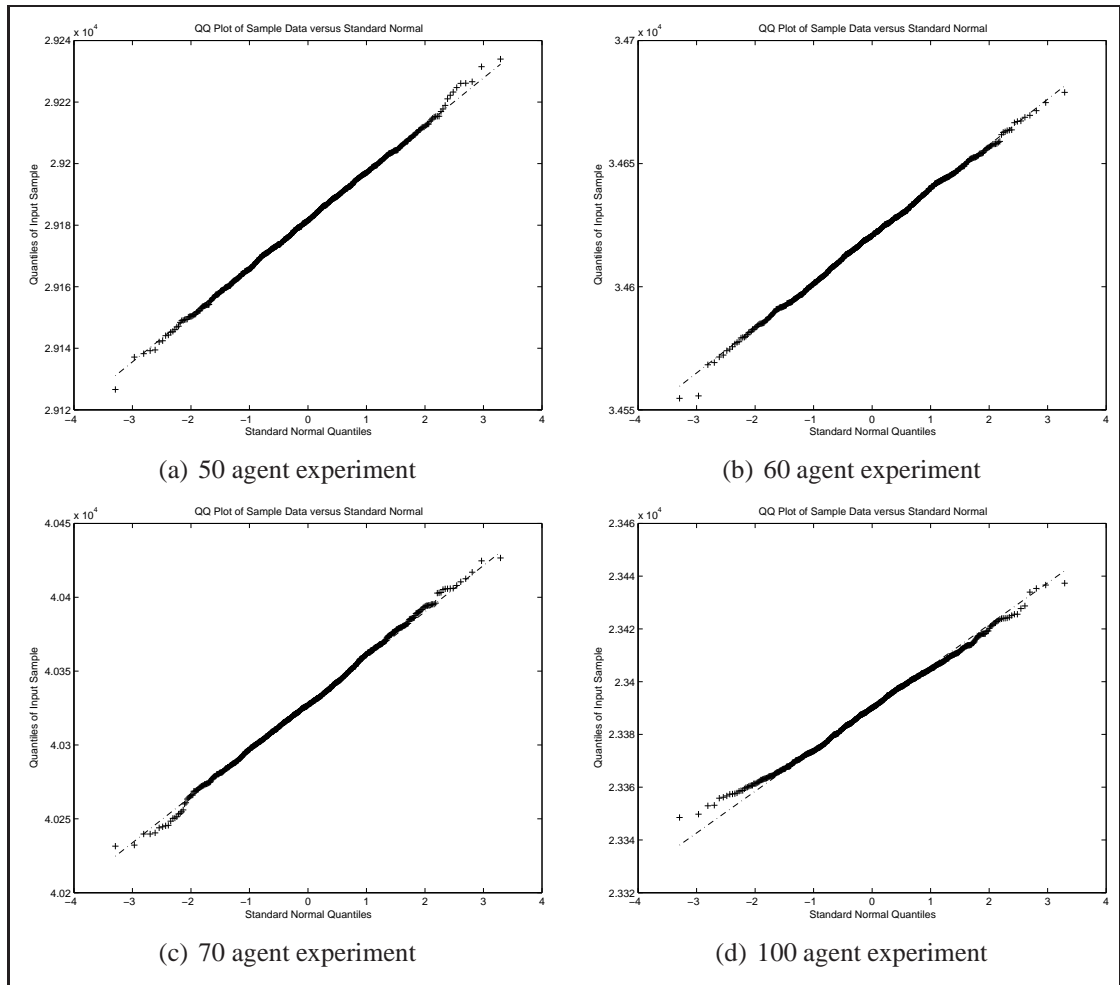 QQ Plot of Sample Data versus Standard Normal
x 10⁴
2.924
2.922
2.92
2.918
2.916
2.914
2.912
Quantiles of Input Sample
−4 −3 −2 −1 0 1 2 3 4
Standard Normal Quantiles
(a) 50 agent experiment
QQ Plot of Sample Data versus Standard Normal
x 10⁴
3.47
3.465
3.46
3.455
Quantiles of Input Sample
−4 −3 −2 −1 0 1 2 3 4
Standard Normal Quantiles
(b) 60 agent experiment
QQ Plot of Sample Data versus Standard Normal
x 10⁴
4.045
4.04
4.035
4.03
4.025
4.02
Quantiles of Input Sample
−4 −3 −2 −1 0 1 2 3 4
Standard Normal Quantiles
(c) 70 agent experiment
QQ Plot of Sample Data versus Standard Normal
x 10⁴
2.346
2.344
2.342
2.34
2.338
2.336
2.334
2.332
Quantiles of Input Sample
−4 −3 −2 −1 0 1 2 3 4
Standard Normal Quantiles
(d) 100 agent experiment